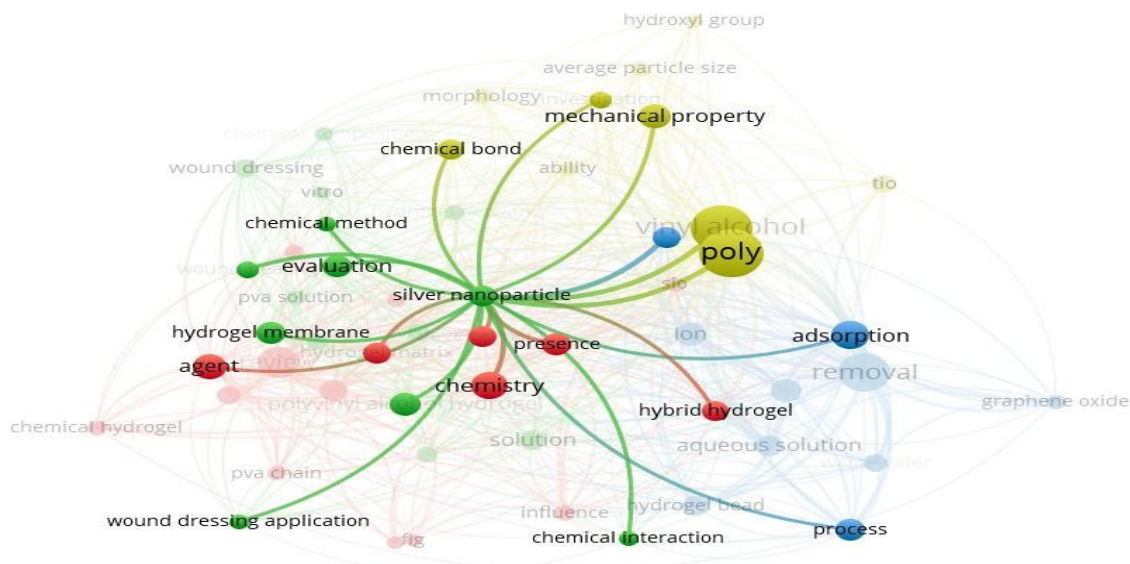 hydroxyl group
average particle size
morphology
investigation
mechanical property
chemical bond
wound dressing
ability
vitro
tio
chemical method
vinyl alcohol
poly
evaluation
silver nanoparticle
sio
pva solution
hydrogel membrane
ion
adsorption
presence
hydrogel matrix
agent
review
removal
chemistry
polyvinyl alcohol hydrogel
hybrid hydrogel
graphene oxide
chemical hydrogel
solution
aqueous solution
pva chain
hydrogel bead
influence
wound dressing application
process
chemical interaction
fig